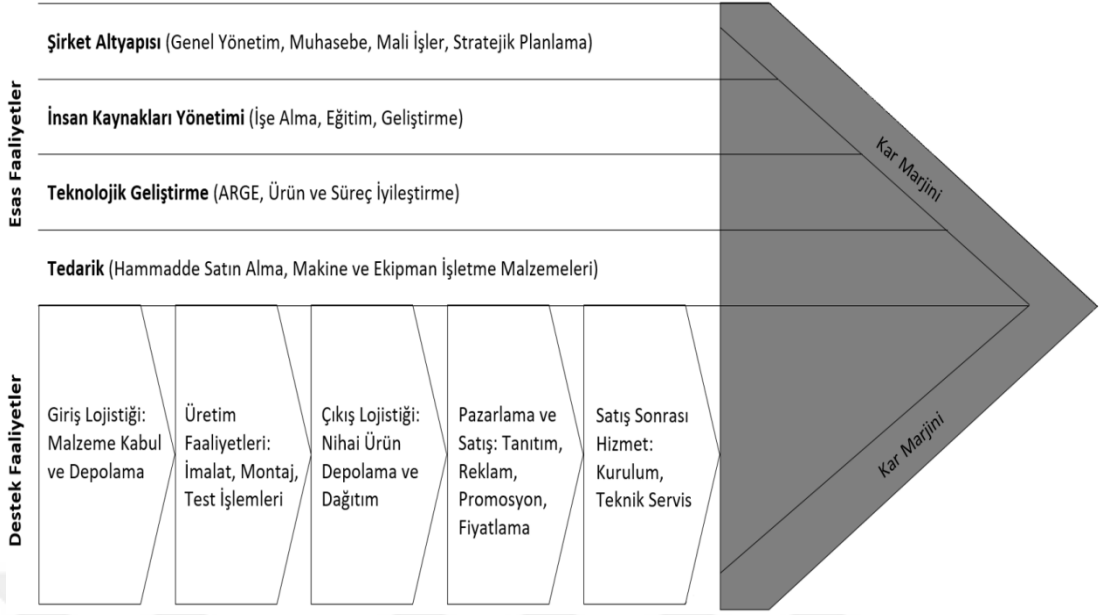 Esas Faaliyetler
Şirket Altyapısı (Genel Yönetim, Muhasebe, Mali İşler, Stratejik Planlama)
İnsan Kaynakları Yönetimi (İşe Alma, Eğitim, Geliştirme)
Teknolojik Geliştirme (ARGE, Ürün ve Süreç İyileştirme)
Tedarik (Hammadde Satın Alma, Makine ve Ekipman İşletme Malzemeleri)
Kar Marjini
Destek Faaliyetler
Giriş Lojistiği:
Malzeme Kabul
ve Depolama
Üretim
Faaliyetleri:
İmalat, Montaj,
Test İşlemleri
Çıkış Lojistiği:
Nihai Ürün
Depolama ve
Dağıtım
Pazarlama ve
Satış: Tanıtım,
Reklam,
Promosyon,
Fiyatlama
Satış Sonrası
Hizmet:
Kurulum,
Teknik Servis
Kar Marjini